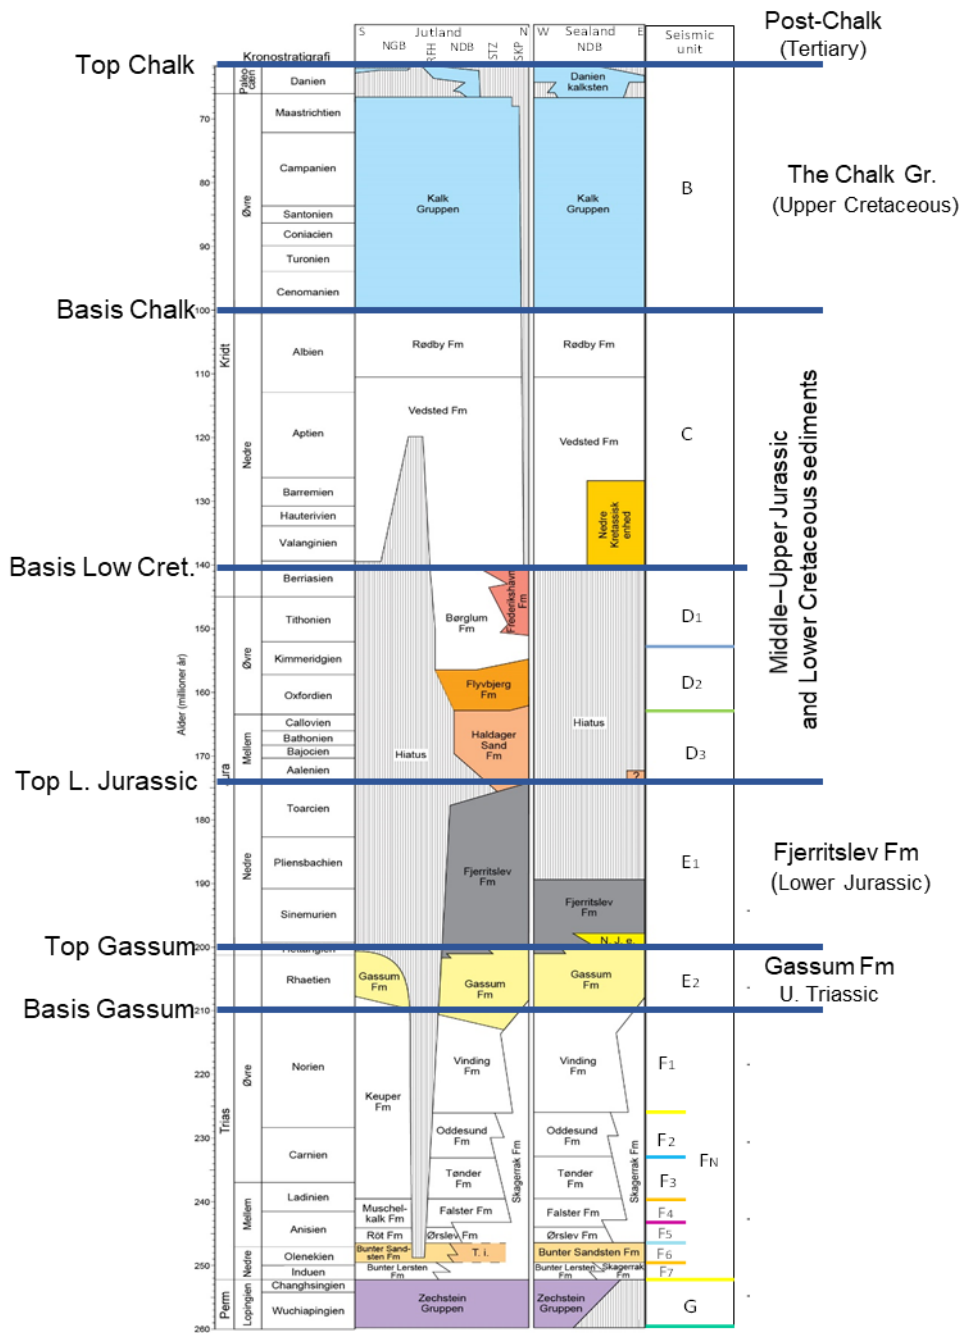 Post-Chalk
(Tertiary)
S Jutland N
NGB RFH NDB STZ SKP
W Sealand E
NDB
Seismic
unit
Kronostratigrafi
Top Chalk
Paleo-
cæn
Danien
Danien
kalksten
Maastrichtien
70
Campanien
80
Øvre
Kalk
Gruppen
Kalk
Gruppen
B
The Chalk Gr.
(Upper Cretaceous)
Santonien
Coniacien
90
Turonien
Cenomanien
Basis Chalk
100
Kridt
Albien
Rødby Fm
Rødby Fm
110
Vedsted Fm
Aptien
120
Vedsted Fm
C
Nedre
Barremien
130
Hauterivien
Valanginien
Nedre
Kretassisk
enhed
Middle–Upper Jurassic
and Lower Cretaceous sediments
Basis Low Cret.
140
Berriasien
Frederikshavn
Fm
Tithonien
Børglum
Fm
D1
150
Øvre
Kimmeridgien
Alder (millioner år)
160
Oxfordien
Flyvbjerg
Fm
D2
Callovien
Bathonien
Bajocien
Aalenien
Mellem
170
Hiatus
Haldager
Sand
Fm
Hiatus
D3
?
Top L. Jurassic
ura
Toarcien
180
Nedre
Pliensbachien
Fjerritslev
Fm
E1
Fjerritslev Fm
(Lower Jurassic)
190
Sinemurien
Fjerritslev
Fm
N. J. e.
Top Gassum
200
Hettangien
Rhaetien
Gassum
Fm
Gassum
Fm
Gassum
Fm
E2
Gassum Fm
U. Triassic
Basis Gassum
210
Øvre
Norien
Vinding
Fm
Vinding
Fm
F1
220
Trias
Keuper
Fm
230
Carnien
Oddesund
Fm
Oddesund
Fm
F2
FN
Tønder
Fm
Tønder
Fm
F3
Skagerrak Fm
Skagerrak Fm
240
Mellem
Ladinien
Muschel-
kalk Fm
Falster Fm
Falster Fm
F4
Anisien
Röt Fm
Ørslev Fm
Ørslev Fm
F5
Nedre
Olenekien
Bunter Sand-
sten Fm
T. i.
Bunter Sandsten Fm
F6
250
Induen
Bunter Lersten
Fm
Bunter Lersten
Fm
Skagerrak
Fm
F7
Perm
Lopingien
Changhsingien
Wuchiapingien
Zechstein
Gruppen
Zechstein
Gruppen
G
260